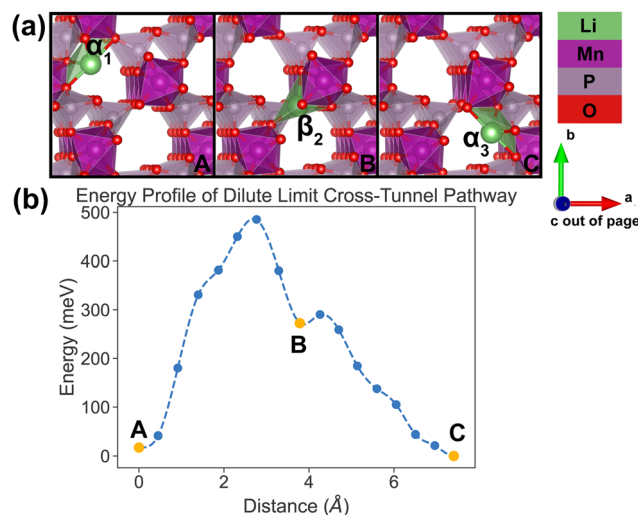 (a)
α1
A
β2
B
α3
C
Li
Mn
P
O
b
a
c out of page
(b)
Energy Profile of Dilute Limit Cross-Tunnel Pathway
Energy (meV)
500
400
300
200
100
0
A
B
C
0
2
4
6
Distance (Å)